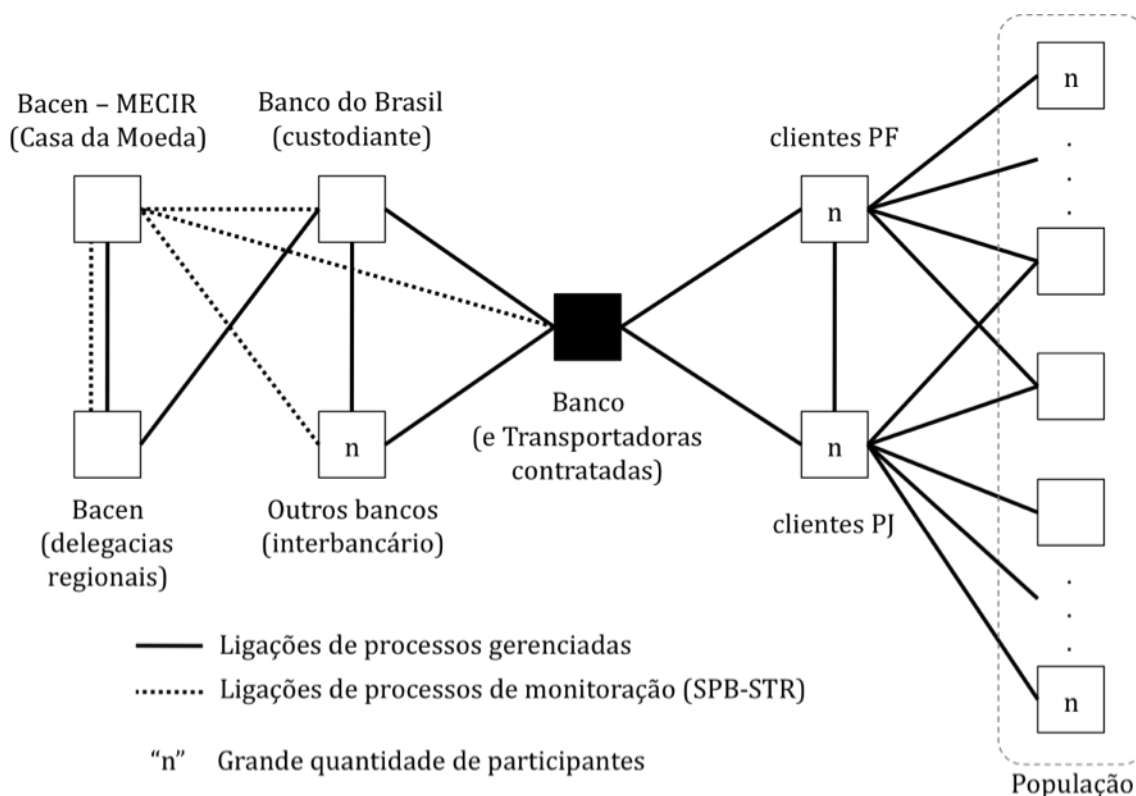 Bacen – MECIR
(Casa da Moeda)
Banco do Brasil
(custodiante)
clientes PF
n
n
Banco
(e Transportadoras
contratadas)
n
n
Bacen
(delegacias
regionais)
Outros bancos
(interbancário)
clientes PJ
n
Ligações de processos gerenciadas
Ligações de processos de monitoração (SPB-STR)
“n” Grande quantidade de participantes
População